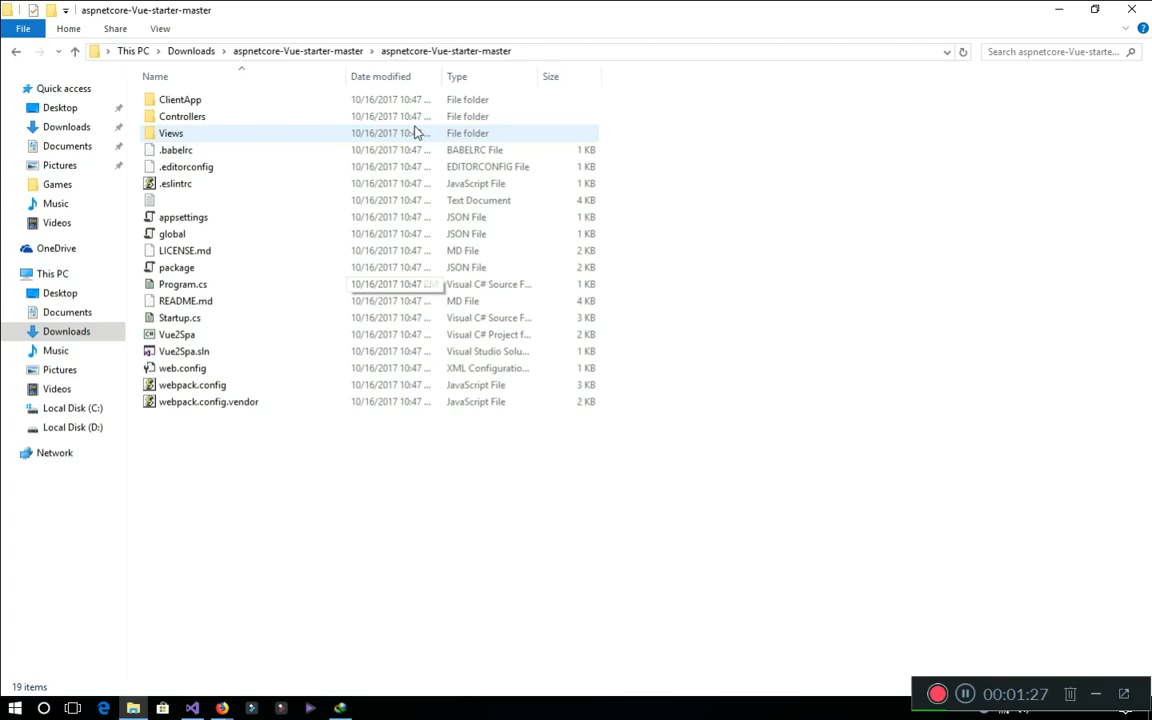 aspnetcore-Vue-starter-master
File Home Share View
This PC Downloads aspnetcore-Vue-starter-master aspnetcore-Vue-starter-master
Search aspnetcore-Vue-starte...
Name Date modified Type Size
Quick access
Desktop
Downloads
Documents
Pictures
Games
Music
Videos
OneDrive
This PC
Desktop
Documents
Downloads
Music
Pictures
Videos
Local Disk (C:)
Local Disk (D:)
Network
ClientApp 10/16/2017 10:47 ... File folder
Controllers 10/16/2017 10:47 ... File folder
Views 10/16/2017 10:4 ... File folder
.babelrc 10/16/2017 10:47 ... BABELRC File 1 KB
.editorconfig 10/16/2017 10:47 ... EDITORCONFIG File 1 KB
.eslintrc 10/16/2017 10:47 ... JavaScript File 1 KB
10/16/2017 10:47 ... Text Document 4 KB
appsettings 10/16/2017 10:47 ... JSON File 1 KB
global 10/16/2017 10:47 ... JSON File 1 KB
LICENSE.md 10/16/2017 10:47 ... MD File 2 KB
package 10/16/2017 10:47 ... JSON File 2 KB
Program.cs 10/16/2017 10:47 Visual C# Source F... 1 KB
README.md 10/16/2017 10:47 ... MD File 4 KB
Startup.cs 10/16/2017 10:47 ... Visual C# Source F... 3 KB
Vue2Spa 10/16/2017 10:47 ... Visual C# Project f... 2 KB
Vue2Spa.sln 10/16/2017 10:47 ... Visual Studio Solu... 1 KB
web.config 10/16/2017 10:47 ... XML Configuratio... 1 KB
webpack.config 10/16/2017 10:47 ... JavaScript File 3 KB
webpack.config.vendor 10/16/2017 10:47 ... JavaScript File 2 KB
19 items
00:01:27